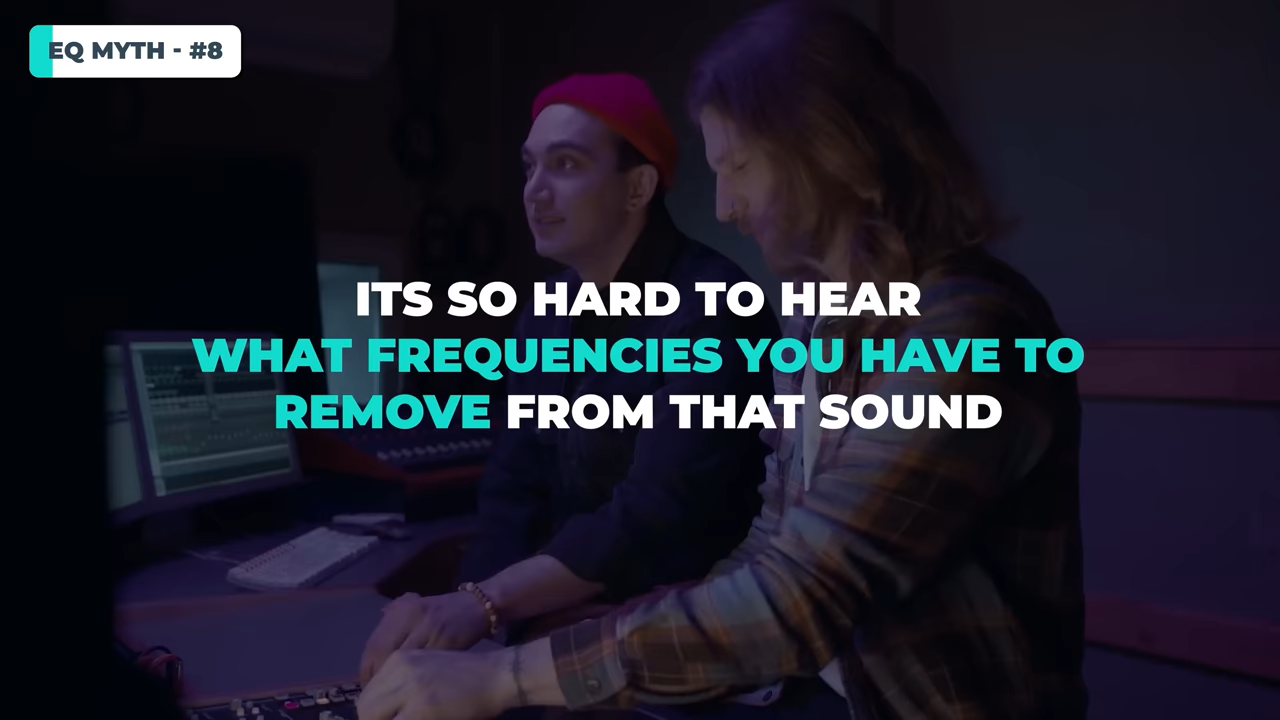 EQ MYTH - #8
ITS SO HARD TO HEAR
WHAT FREQUENCIES YOU HAVE TO
REMOVE FROM THAT SOUND